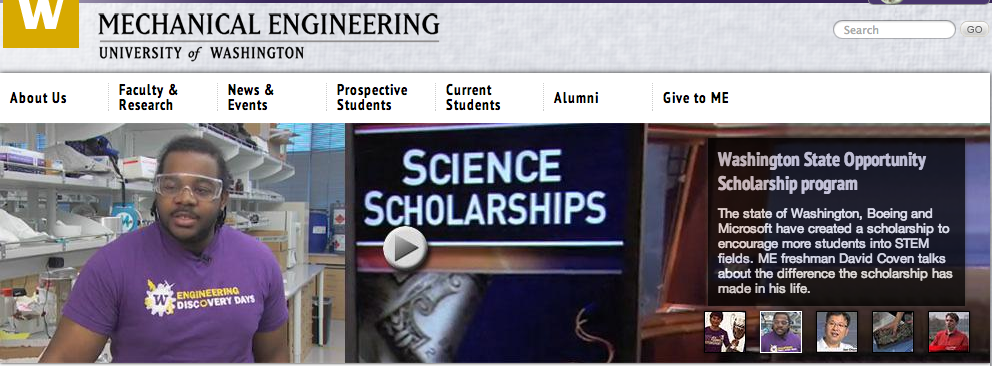 W
MECHANICAL ENGINEERING
UNIVERSITY of WASHINGTON
Search
GO
About Us
Faculty &
Research
News &
Events
Prospective
Students
Current
Students
Alumni
Give to ME
SCIENCE
SCHOLARSHIPS
W ENGINEERING
DISCOVERY DAYS
Washington State Opportunity
Scholarship program
The state of Washington, Boeing and
Microsoft have created a scholarship to
encourage more students into STEM
fields. ME freshman David Coven talks
about the difference the scholarship has
made in his life.